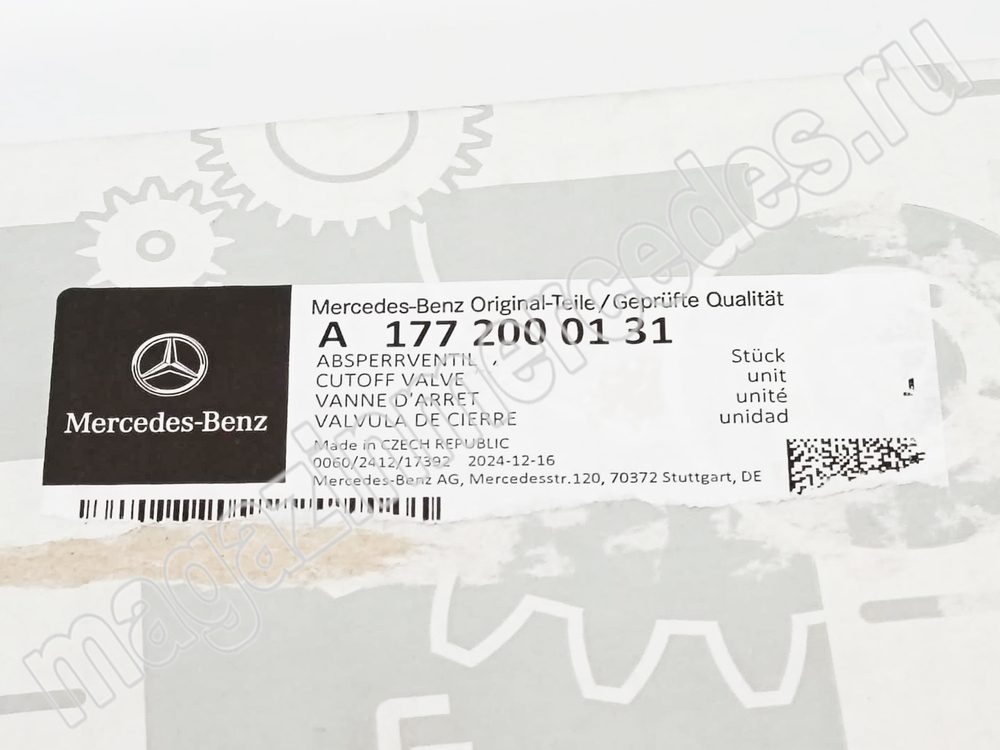 Mercedes-Benz Original-Teile/Geprüfte Qualität
A 177 200 01 31
ABSPERRVENTIL , Stück
CUTOFF VALVE unit
VANNE D'ARRET unité
VALVULA DE CIERRE unidad
Made in CZECH REPUBLIC
0060/2412/17392 2024-12-16
Mercedes-Benz AG, Mercedesstr.120, 70372 Stuttgart, DE
Mercedes-Benz
magazinmercedes.ru